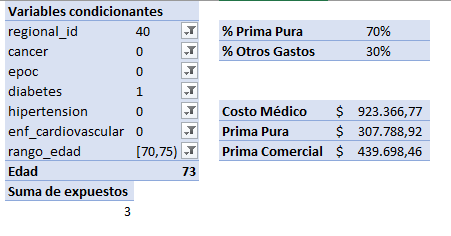 Variables condicionantes
regional_id 40
cancer 0
epoc 0
diabetes 1
hipertension 0
enf_cardiovascular 0
rango_edad [70,75)
Edad 73
Suma de expuestos
3
% Prima Pura 70%
% Otros Gastos 30%
Costo Médico $ 923.366,77
Prima Pura $ 307.788,92
Prima Comercial $ 439.698,46